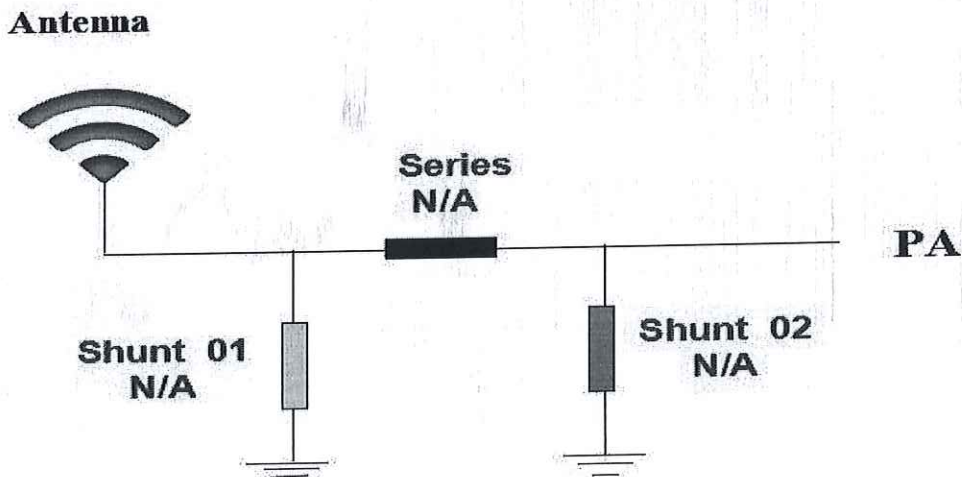 Antenna
Series
N/A
PA
Shunt 01
N/A
Shunt 02
N/A